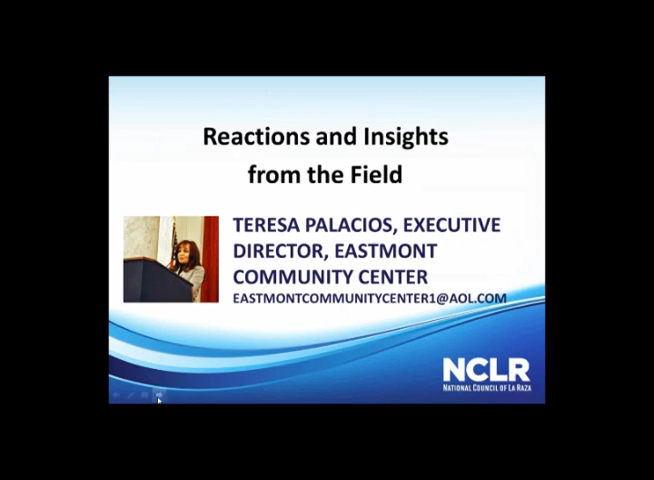 Reactions and Insights
from the Field
TERESA PALACIOS, EXECUTIVE
DIRECTOR, EASTMONT
COMMUNITY CENTER
EASTMONTCOMMUNITYCENTER1@AOL.COM
NCLR
NATIONAL COUNCIL OF LA RAZA